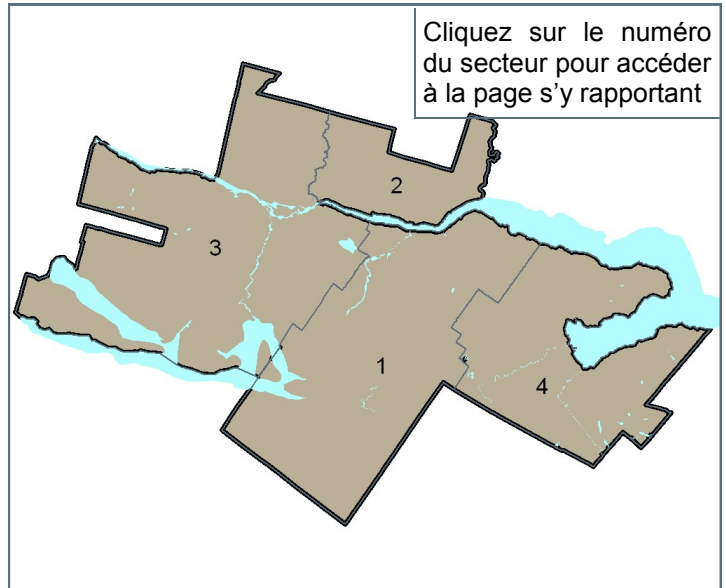 Cliquez sur le numéro
du secteur pour accéder
à la page s'y rapportant
2
3
1
4